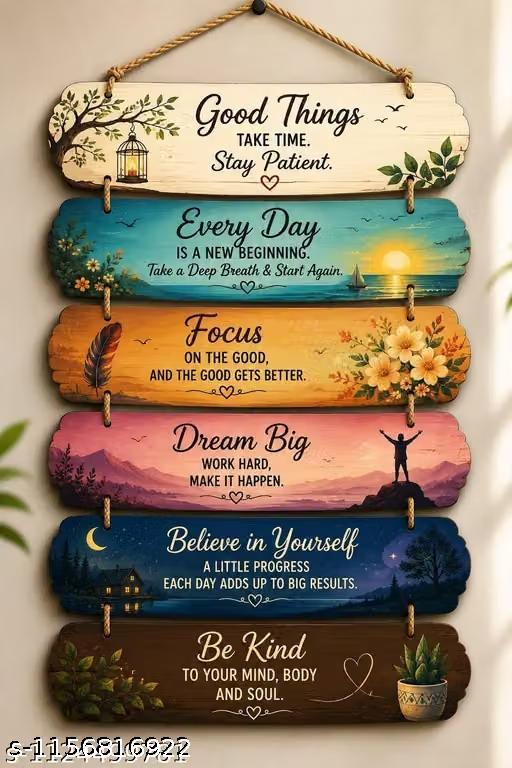 Good Things
TAKE TIME.
Stay Patient.
Every Day
IS A NEW BEGINNING.
Take a Deep Breath & Start Again.
Focus
ON THE GOOD,
AND THE GOOD GETS BETTER.
Dream Big
WORK HARD,
MAKE IT HAPPEN.
Believe in Yourself
A LITTLE PROGRESS
EACH DAY ADDS UP TO BIG RESULTS.
Be Kind
TO YOUR MIND, BODY
AND SOUL.
s-1156816922